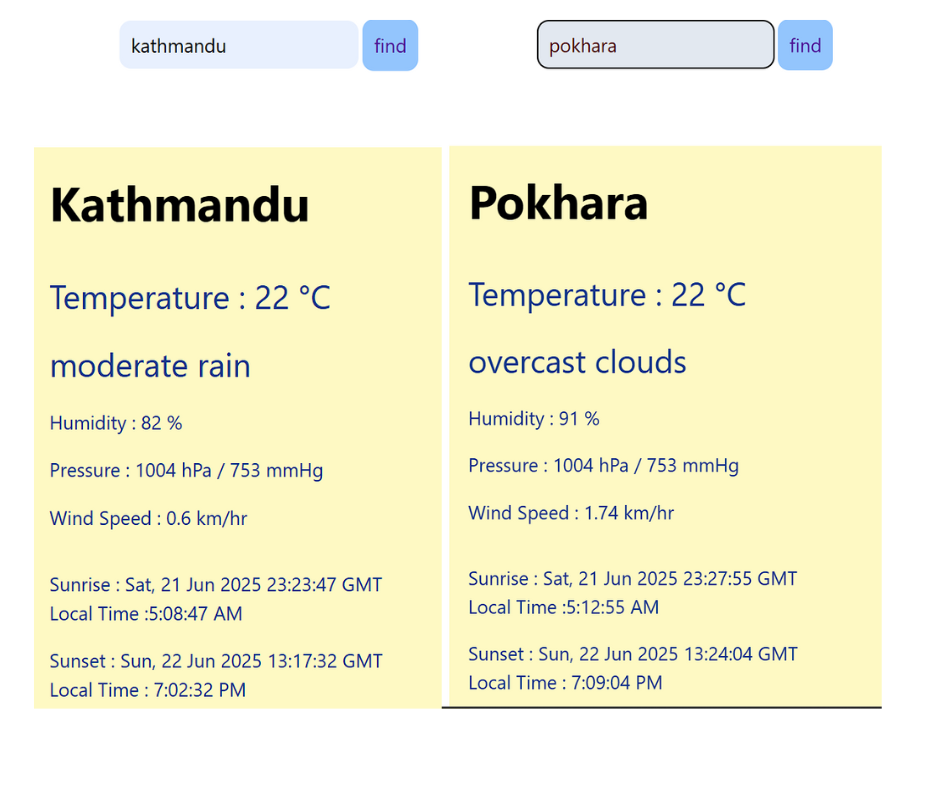 kathmandu find
pokhara find
Kathmandu
Temperature : 22 °C
moderate rain
Humidity : 82 %
Pressure : 1004 hPa / 753 mmHg
Wind Speed : 0.6 km/hr
Sunrise : Sat, 21 Jun 2025 23:23:47 GMT
Local Time :5:08:47 AM
Sunset : Sun, 22 Jun 2025 13:17:32 GMT
Local Time : 7:02:32 PM
Pokhara
Temperature : 22 °C
overcast clouds
Humidity : 91 %
Pressure : 1004 hPa / 753 mmHg
Wind Speed : 1.74 km/hr
Sunrise : Sat, 21 Jun 2025 23:27:55 GMT
Local Time :5:12:55 AM
Sunset : Sun, 22 Jun 2025 13:24:04 GMT
Local Time : 7:09:04 PM